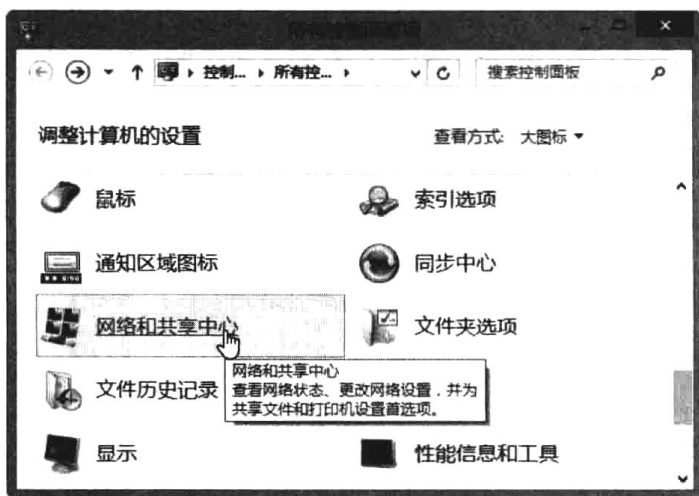 控制... 所有控... 搜索控制面板
调整计算机的设置 查看方式: 大图标
鼠标 索引选项
通知区域图标 同步中心
网络和共享中心 文件夹选项
网络和共享中心
查看网络状态、更改网络设置，并为
共享文件和打印机设置首选项。
文件历史记录
显示 性能信息和工具